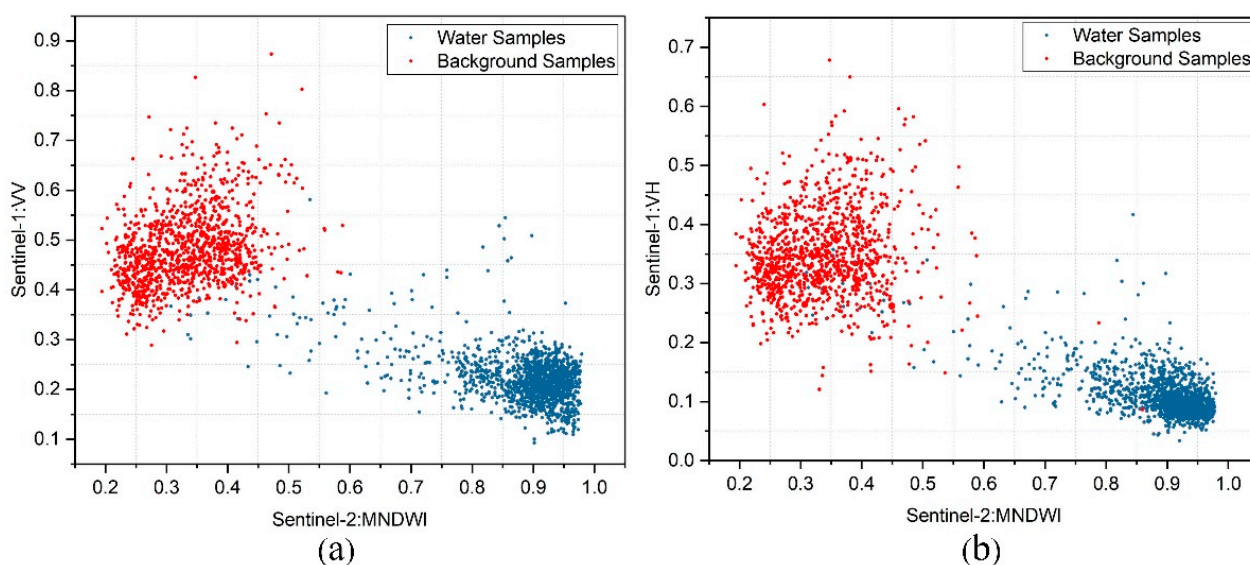 Water Samples
Background Samples
0.9
0.8
0.7
0.6
0.5
0.4
0.3
0.2
0.1
Sentinel-1:VV
0.2 0.3 0.4 0.5 0.6 0.7 0.8 0.9 1.0
Sentinel-2:MNDWI
(a)
Water Samples
Background Samples
0.7
0.6
0.5
0.4
0.3
0.2
0.1
0.0
Sentinel-1:VH
0.2 0.3 0.4 0.5 0.6 0.7 0.8 0.9 1.0
Sentinel-2:MNDWI
(b)